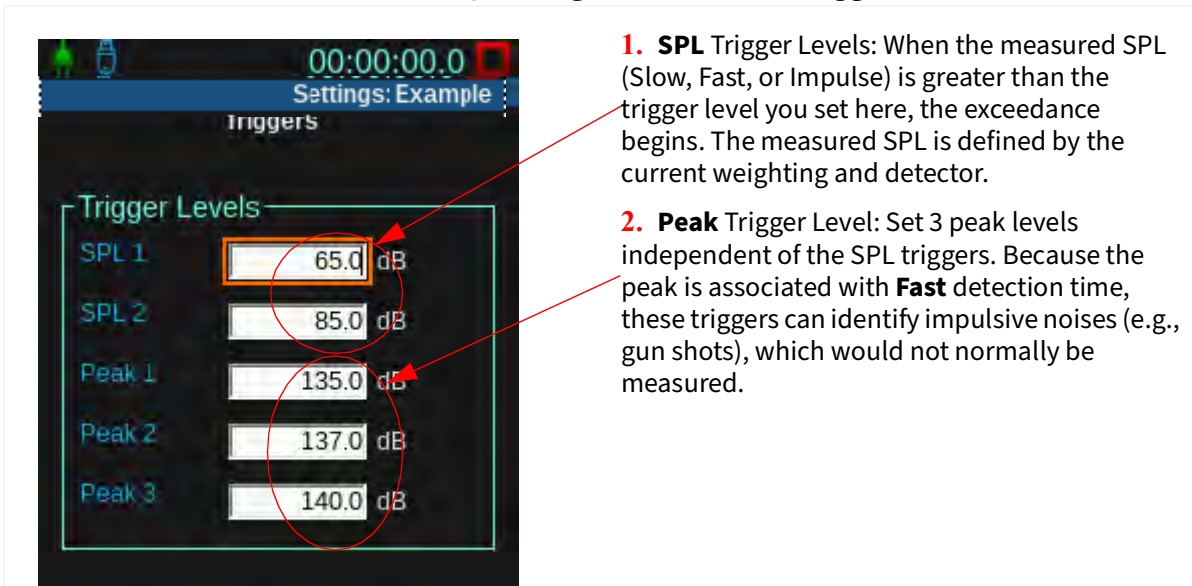 00:00:00.0
Settings: Example
Triggers
Trigger Levels
SPL 1 65.0 dB
SPL 2 85.0 dB
Peak 1 135.0 dB
Peak 2 137.0 dB
Peak 3 140.0 dB
1. SPL Trigger Levels: When the measured SPL
(Slow, Fast, or Impulse) is greater than the
trigger level you set here, the exceedance
begins. The measured SPL is defined by the
current weighting and detector.
2. Peak Trigger Level: Set 3 peak levels
independent of the SPL triggers. Because the
peak is associated with Fast detection time,
these triggers can identify impulsive noises (e.g.,
gun shots), which would not normally be
measured.